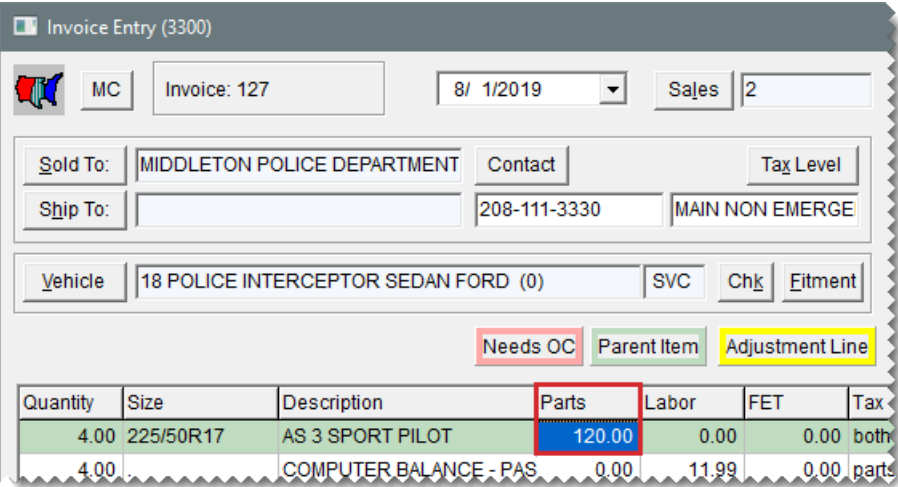 Invoice Entry (3300)
MC Invoice: 127 8/ 1/2019 Sales 2
Sold To: MIDDLETON POLICE DEPARTMENT Contact Tax Level
Ship To: 208-111-3330 MAIN NON EMERGE
Vehicle 18 POLICE INTERCEPTOR SEDAN FORD (0) SVC Chk Fitment
Needs OC Parent Item Adjustment Line
Quantity Size Description Parts Labor FET Tax
4.00 225/50R17 AS 3 SPORT PILOT 120.00 0.00 0.00 both
4.00 . COMPUTER BALANCE - PAS 0.00 11.99 0.00 parts